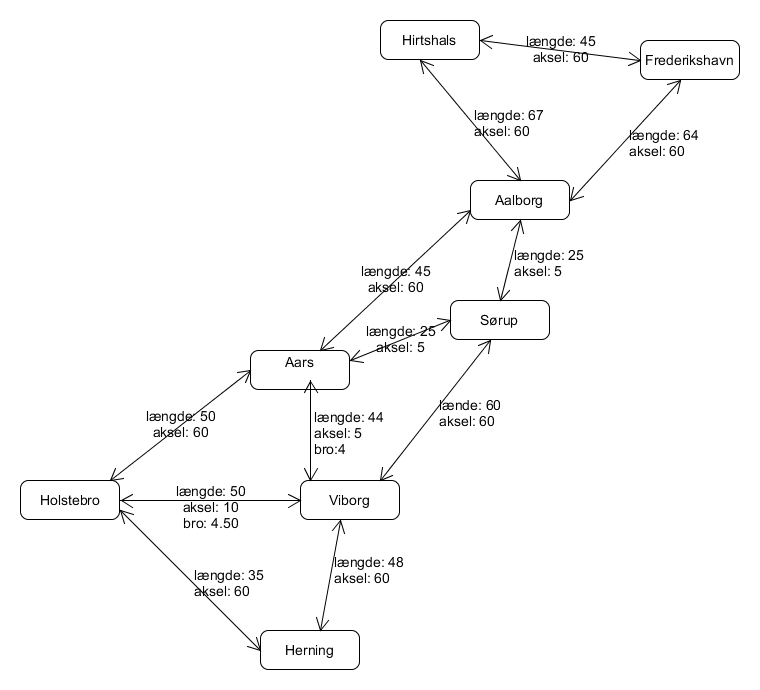 Hirtshals
længde: 45
aksel: 60
Frederikshavn
længde: 67
aksel: 60
længde: 64
aksel: 60
Aalborg
længde: 45
aksel: 60
længde: 25
aksel: 5
Sørup
længde: 25
aksel: 5
Aars
længde: 50
aksel: 60
længde: 44
aksel: 5
bro:4
lænde: 60
aksel: 60
Holstebro
længde: 50
aksel: 10
bro: 4.50
Viborg
længde: 35
aksel: 60
længde: 48
aksel: 60
Herning